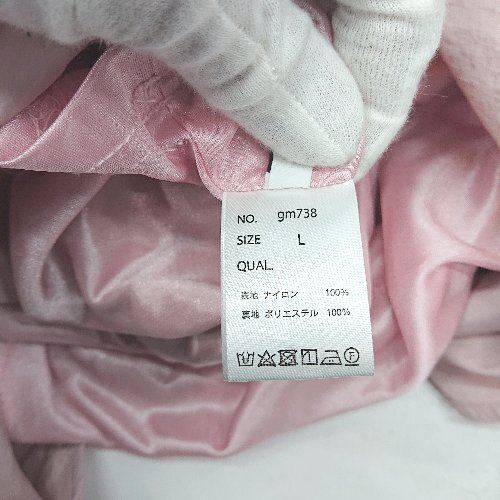 NO. gm738
SIZE L
QUAL.
表地 ナイロン 100%
裏地 ポリエステル 100%